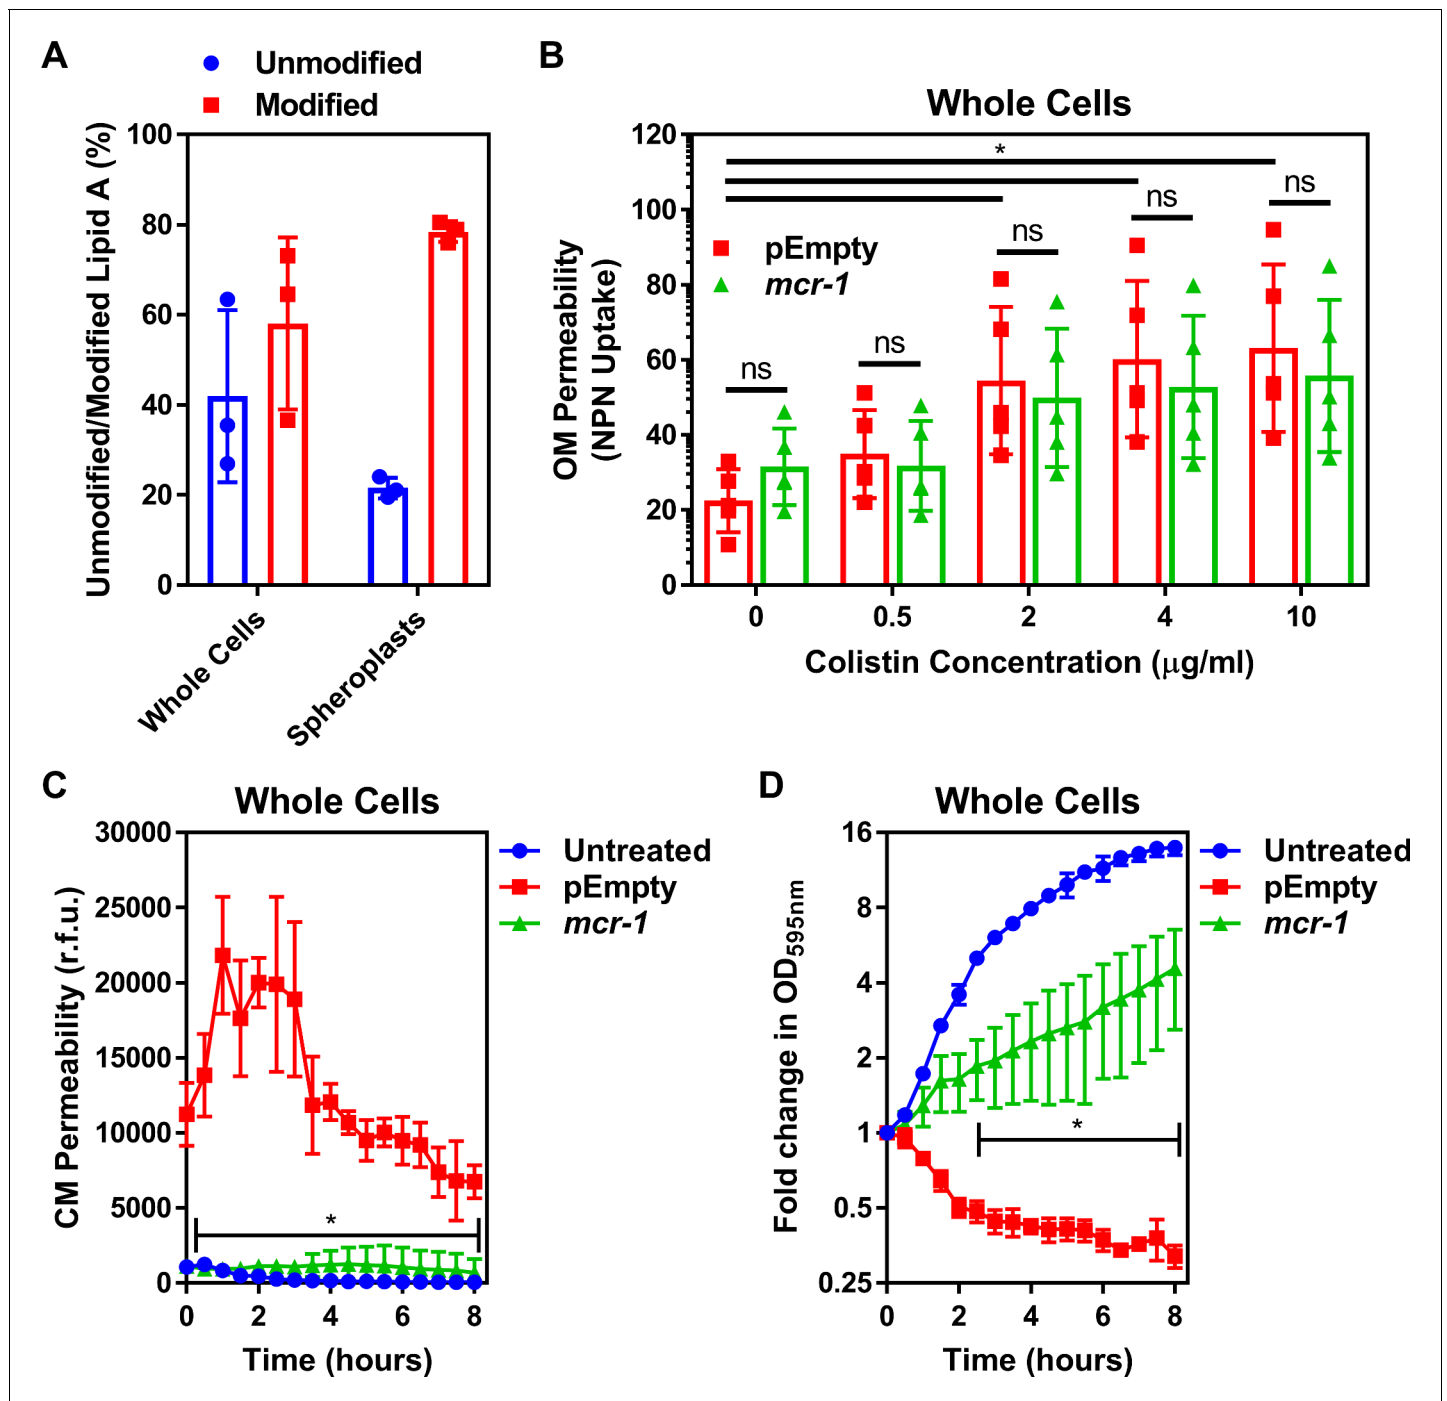 A
Unmodified
Modified
Unmodified/Modified Lipid A (%)
100
80
60
40
20
0
Whole Cells
Spheroplasts
B
Whole Cells
OM Permeability
(NPN Uptake)
120
100
80
60
40
20
0
*
ns
ns
ns
ns
ns
pEmpty
mcr-1
0 0.5 2 4 10
Colistin Concentration (μg/ml)
C
Whole Cells
CM Permeability (r.f.u.)
30000
25000
20000
15000
10000
5000
0
*
0 2 4 6 8
Time (hours)
Untreated
pEmpty
mcr-1
D
Whole Cells
Fold change in OD595nm
16
8
4
2
1
0.5
0.25
*
0 2 4 6 8
Time (hours)
Untreated
pEmpty
mcr-1